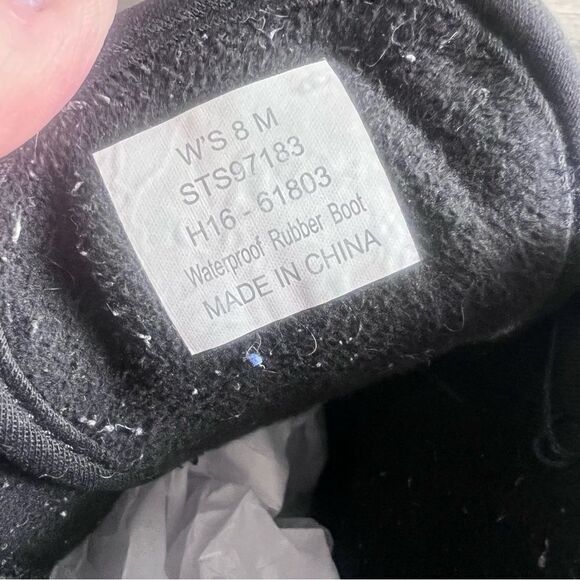 W'S 8 M
STS97183
H16 - 61803
Waterproof Rubber Boot
MADE IN CHINA